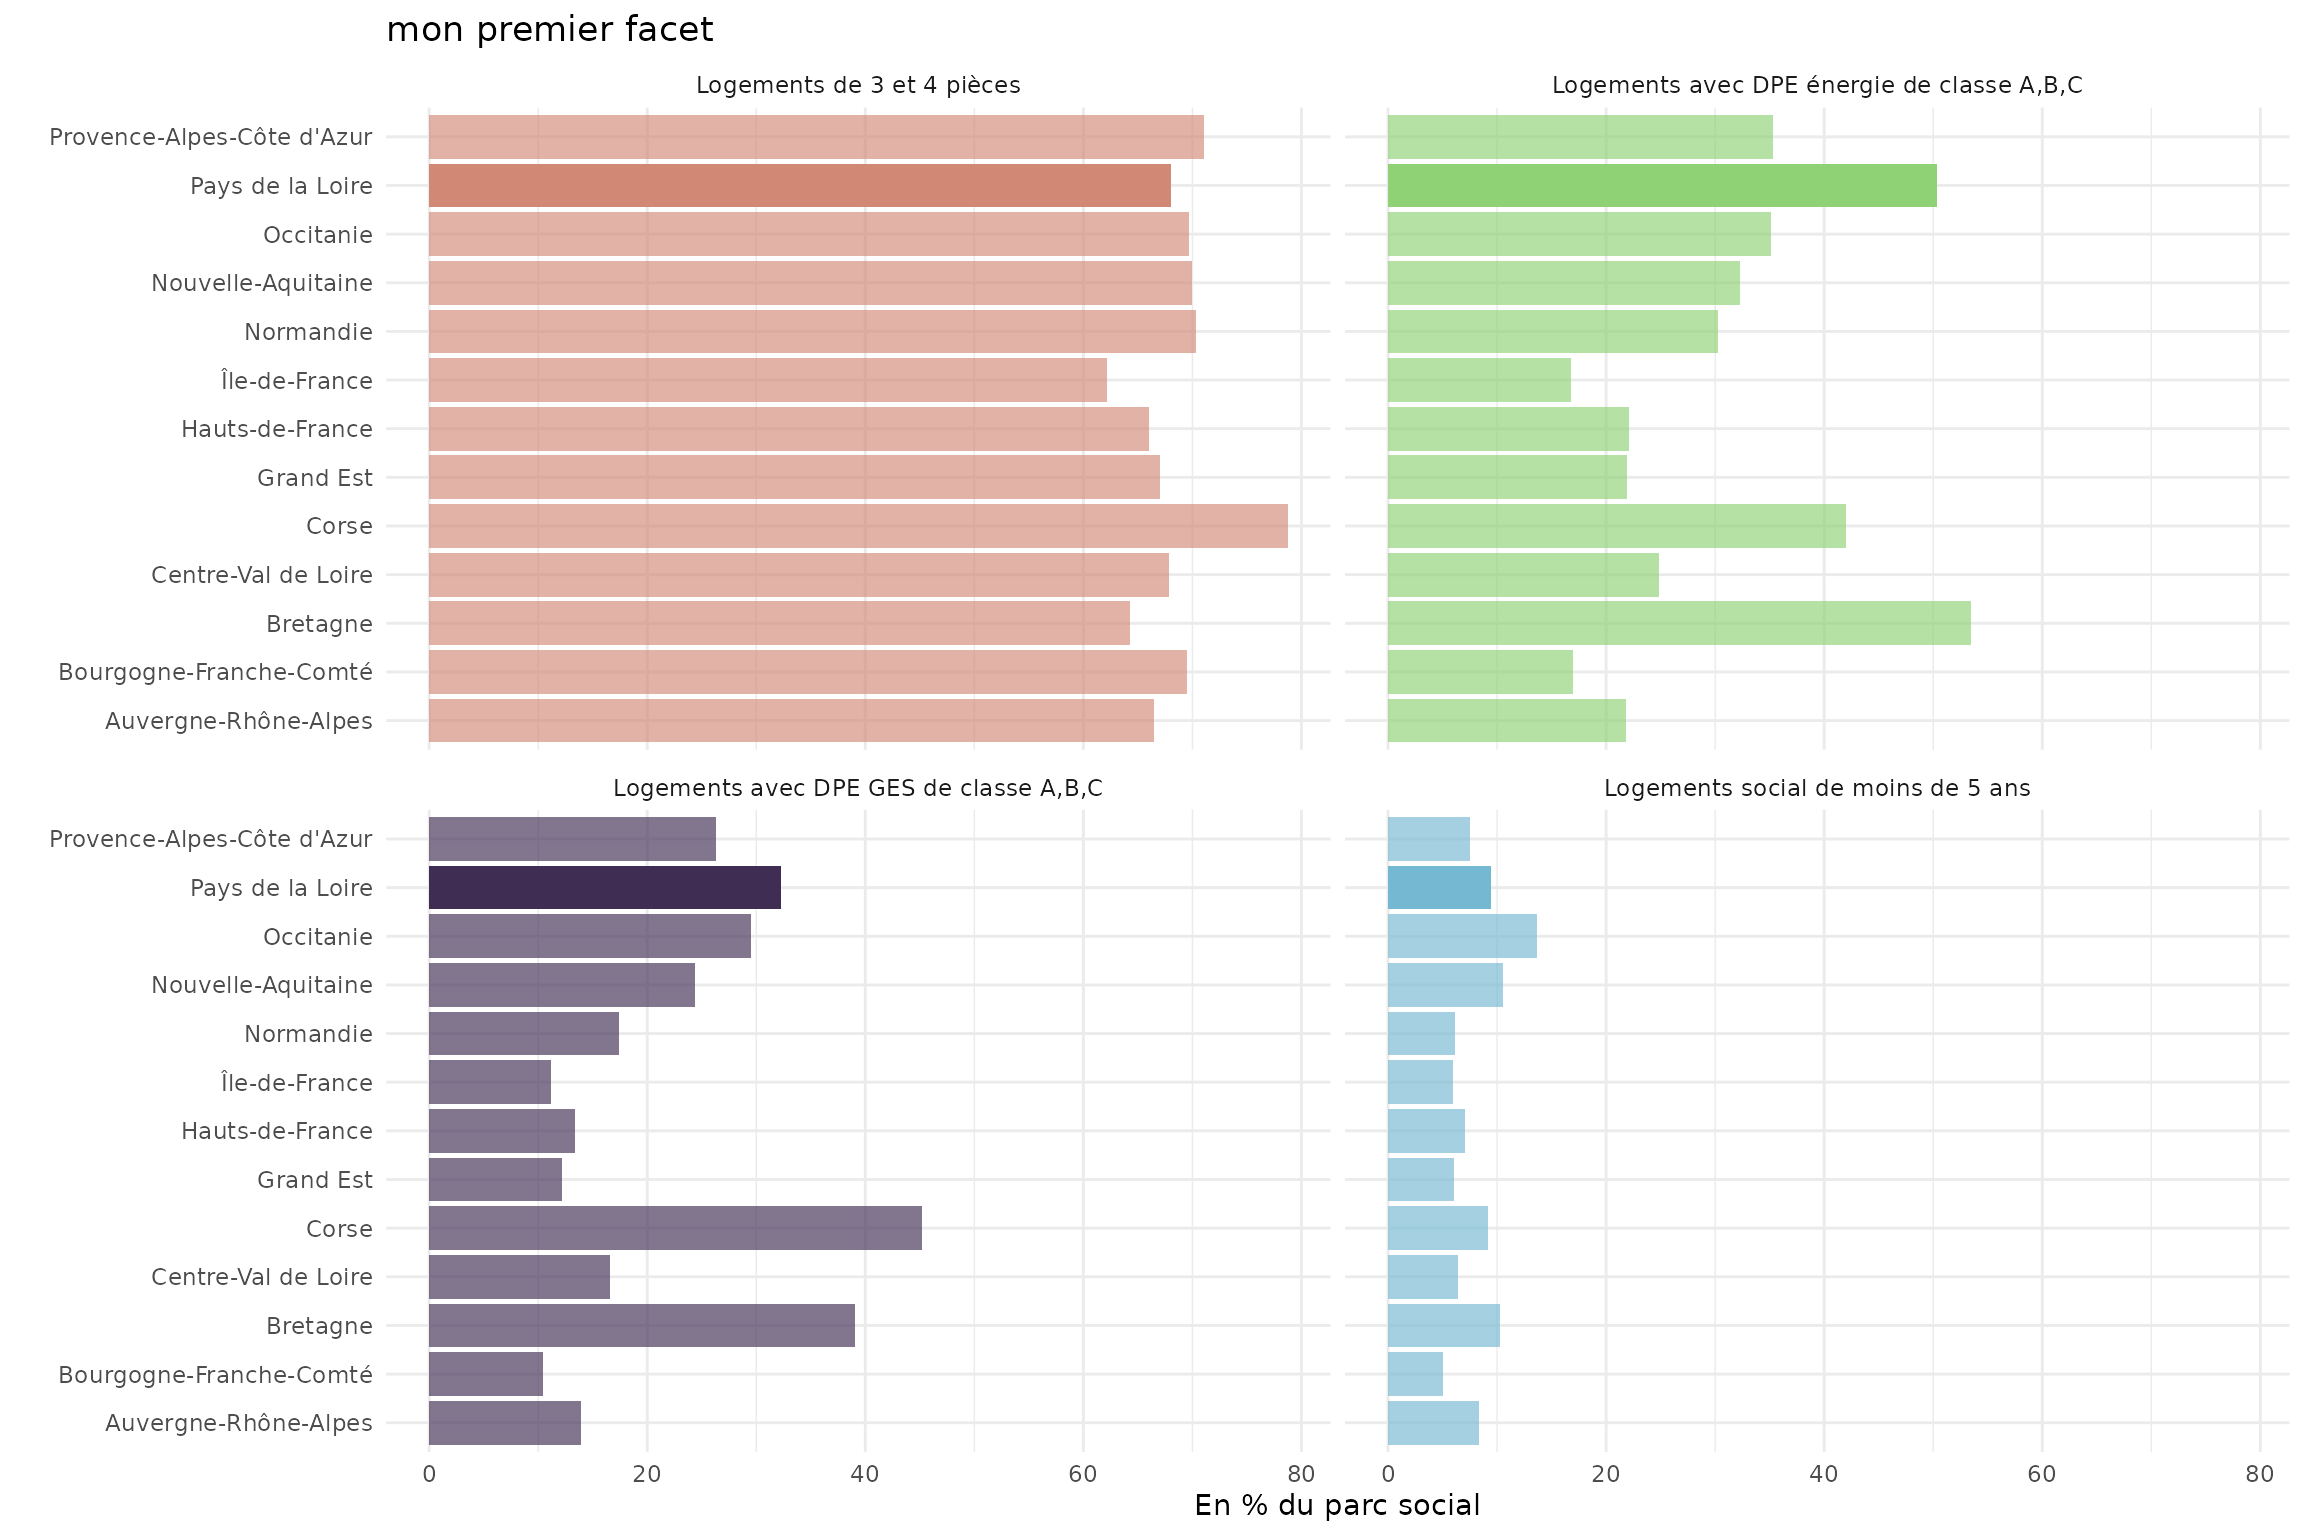 mon premier facet
Logements de 3 et 4 pièces
Logements avec DPE énergie de classe A,B,C
Provence-Alpes-Côte d'Azur
Pays de la Loire
Occitanie
Nouvelle-Aquitaine
Normandie
Île-de-France
Hauts-de-France
Grand Est
Corse
Centre-Val de Loire
Bretagne
Bourgogne-Franche-Comté
Auvergne-Rhône-Alpes
Logements avec DPE GES de classe A,B,C
Logements social de moins de 5 ans
Provence-Alpes-Côte d'Azur
Pays de la Loire
Occitanie
Nouvelle-Aquitaine
Normandie
Île-de-France
Hauts-de-France
Grand Est
Corse
Centre-Val de Loire
Bretagne
Bourgogne-Franche-Comté
Auvergne-Rhône-Alpes
0 20 40 60 80 0 20 40 60 80
En % du parc social